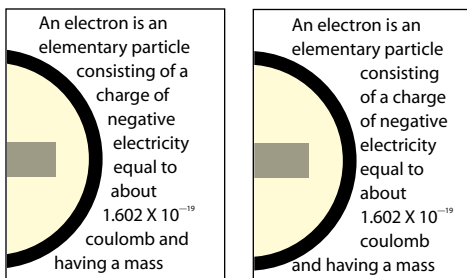 An electron is an
elementary particle
consisting of a
charge of
negative
electricity
equal to
about
1.602 X 10⁻¹⁹
coulomb and
having a mass
An electron is an
elementary particle
consisting
of a charge
of negative
electricity
equal to
about
1.602 X 10⁻¹⁹
coulomb
and having a mass